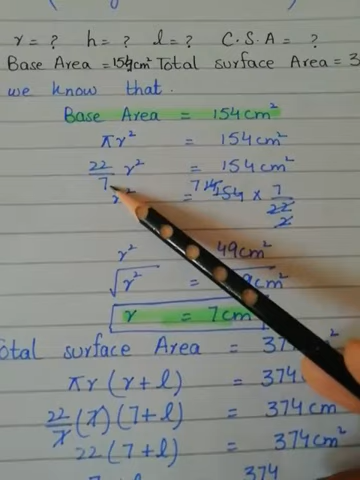 r = ? h = ? l = ? C.S.A = ?
Base Area = 154cm² Total surface Area = 3
we know that.
Base Area = 154cm²
πr² = 154cm²
22/7 r² = 154cm²
r² = 154 × 7/22
r² = 49cm²
√r² = 9cm²
r = 7cm
Total surface Area = 37
πr (r+l) = 374
22/7 (7) (7+l) = 374cm
22 (7+l) = 374cm²
374